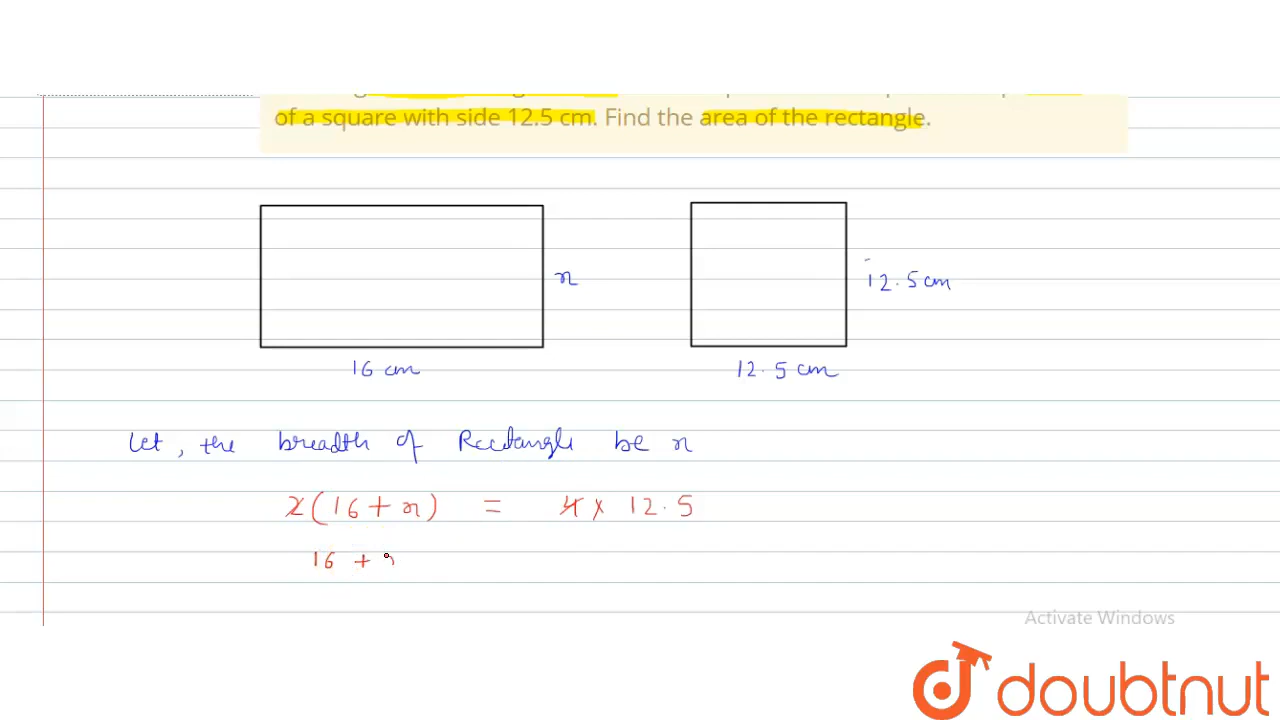 of a square with side 12.5 cm. Find the area of the rectangle.
x
12.5 cm
16 cm
12.5 cm
Let, the breadth of Rectangle be x
2(16 + x) = 4 x 12.5
16 +
Activate Windows
doubtnut